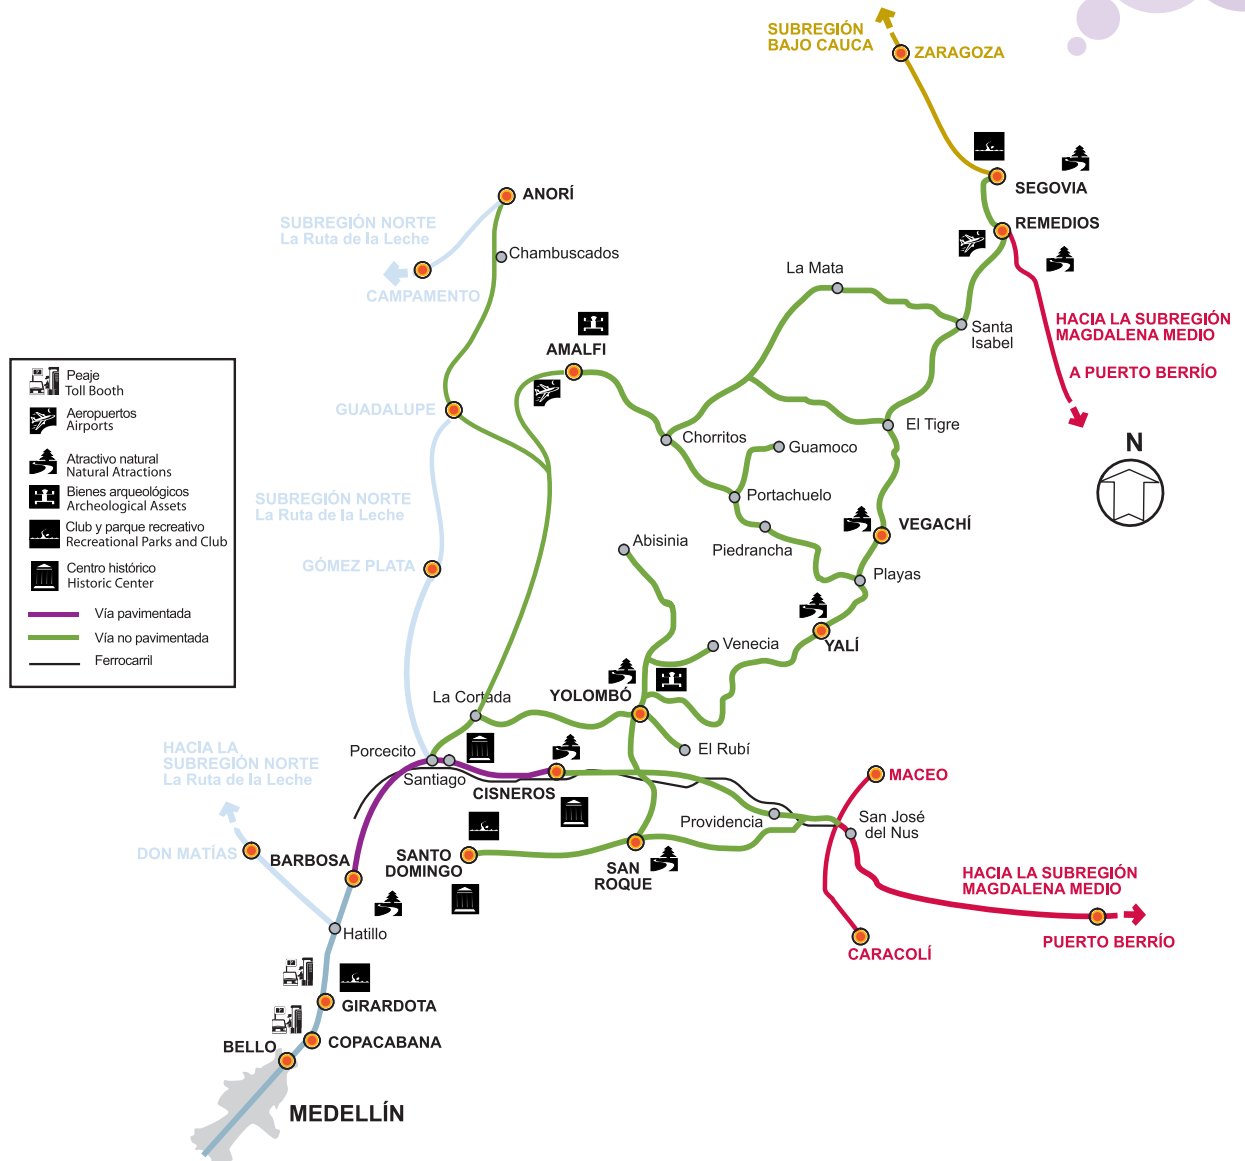 SUBREGIÓN
BAJO CAUCA
ZARAGOZA
SEGOVIA
REMEDIOS
ANORÍ
SUBREGIÓN NORTE
La Ruta de la Leche
Chambuscados
CAMPAMENTO
La Mata
Santa
Isabel
HACIA LA SUBREGIÓN
MAGDALENA MEDIO
A PUERTO BERRÍO
AMALFI
GUADALUPE
Peaje
Toll Booth
Aeropuertos
Airports
Atractivo natural
Natural Atractions
Bienes arqueológicos
Archeological Assets
Club y parque recreativo
Recreational Parks and Club
Centro histórico
Historic Center
Vía pavimentada
Vía no pavimentada
Ferrocarril
Chorritos
Guamoco
El Tigre
N
SUBREGIÓN NORTE
La Ruta de la Leche
Portachuelo
VEGACHÍ
Abisinia
Piedrancha
GÓMEZ PLATA
Playas
Venecia
YALÍ
La Cortada
YOLOMBÓ
El Rubí
HACIA LA
SUBREGIÓN NORTE
La Ruta de la Leche
Porcecito
Santiago
CISNEROS
MACEO
Providencia
San José
del Nus
DON MATÍAS
BARBOSA
SANTO
DOMINGO
SAN
ROQUE
HACIA LA SUBREGIÓN
MAGDALENA MEDIO
Hatillo
CARACOLÍ
PUERTO BERRÍO
GIRARDOTA
COPACABANA
BELLO
MEDELLÍN